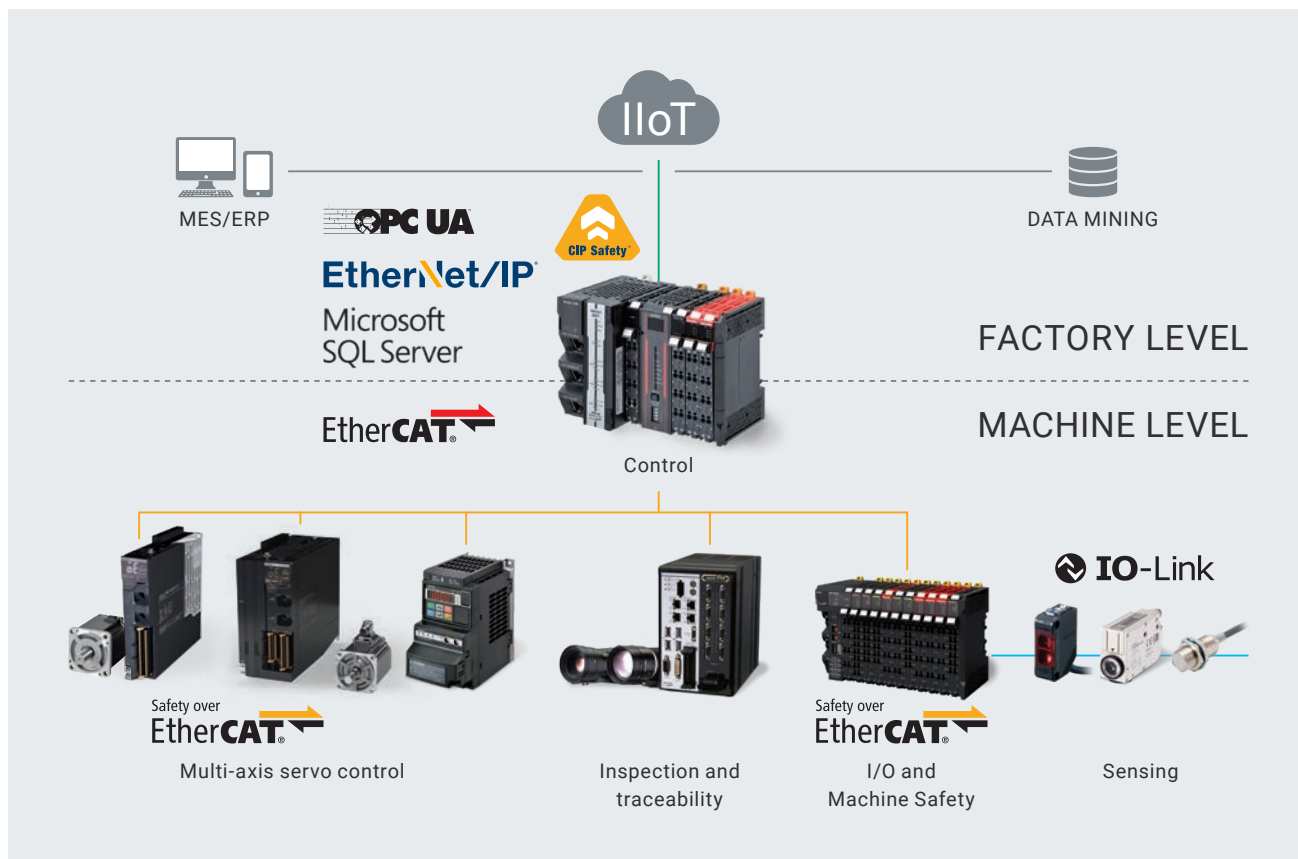 IIoT
MES/ERP
DATA MINING
OPC UA
CIP Safety™
EtherNet/IP
Microsoft
SQL Server
FACTORY LEVEL
EtherCAT®
MACHINE LEVEL
Control
IO-Link
Safety over
EtherCAT®
Safety over
EtherCAT®
Multi-axis servo control
Inspection and
traceability
I/O and
Machine Safety
Sensing